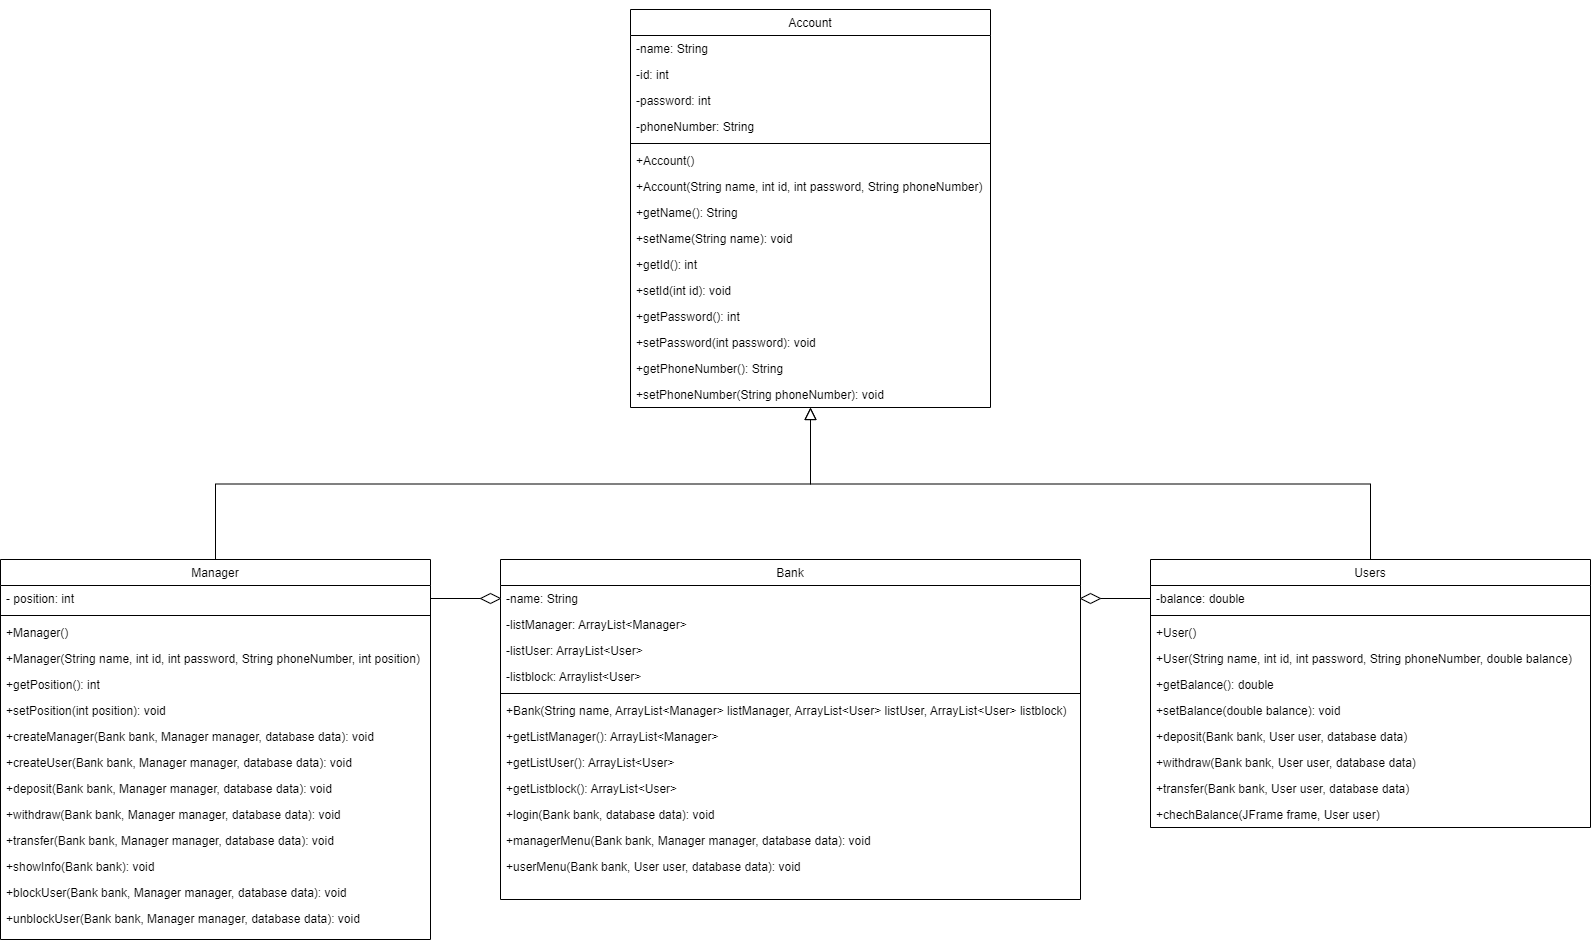 Account
-name: String
-id: int
-password: int
-phoneNumber: String
+Account()
+Account(String name, int id, int password, String phoneNumber)
+getName(): String
+setName(String name): void
+getId(): int
+setId(int id): void
+getPassword(): int
+setPassword(int password): void
+getPhoneNumber(): String
+setPhoneNumber(String phoneNumber): void
Manager
- position: int
+Manager()
+Manager(String name, int id, int password, String phoneNumber, int position)
+getPosition(): int
+setPosition(int position): void
+createManager(Bank bank, Manager manager, database data): void
+createUser(Bank bank, Manager manager, database data): void
+deposit(Bank bank, Manager manager, database data): void
+withdraw(Bank bank, Manager manager, database data): void
+transfer(Bank bank, Manager manager, database data): void
+showInfo(Bank bank): void
+blockUser(Bank bank, Manager manager, database data): void
+unblockUser(Bank bank, Manager manager, database data): void
Bank
-name: String
-listManager: ArrayList<Manager>
-listUser: ArrayList<User>
-listblock: Arraylist<User>
+Bank(String name, ArrayList<Manager> listManager, ArrayList<User> listUser, ArrayList<User> listblock)
+getListManager(): ArrayList<Manager>
+getListUser(): ArrayList<User>
+getListblock(): ArrayList<User>
+login(Bank bank, database data): void
+managerMenu(Bank bank, Manager manager, database data): void
+userMenu(Bank bank, User user, database data): void
Users
-balance: double
+User()
+User(String name, int id, int password, String phoneNumber, double balance)
+getBalance(): double
+setBalance(double balance): void
+deposit(Bank bank, User user, database data)
+withdraw(Bank bank, User user, database data)
+transfer(Bank bank, User user, database data)
+chechBalance(JFrame frame, User user)